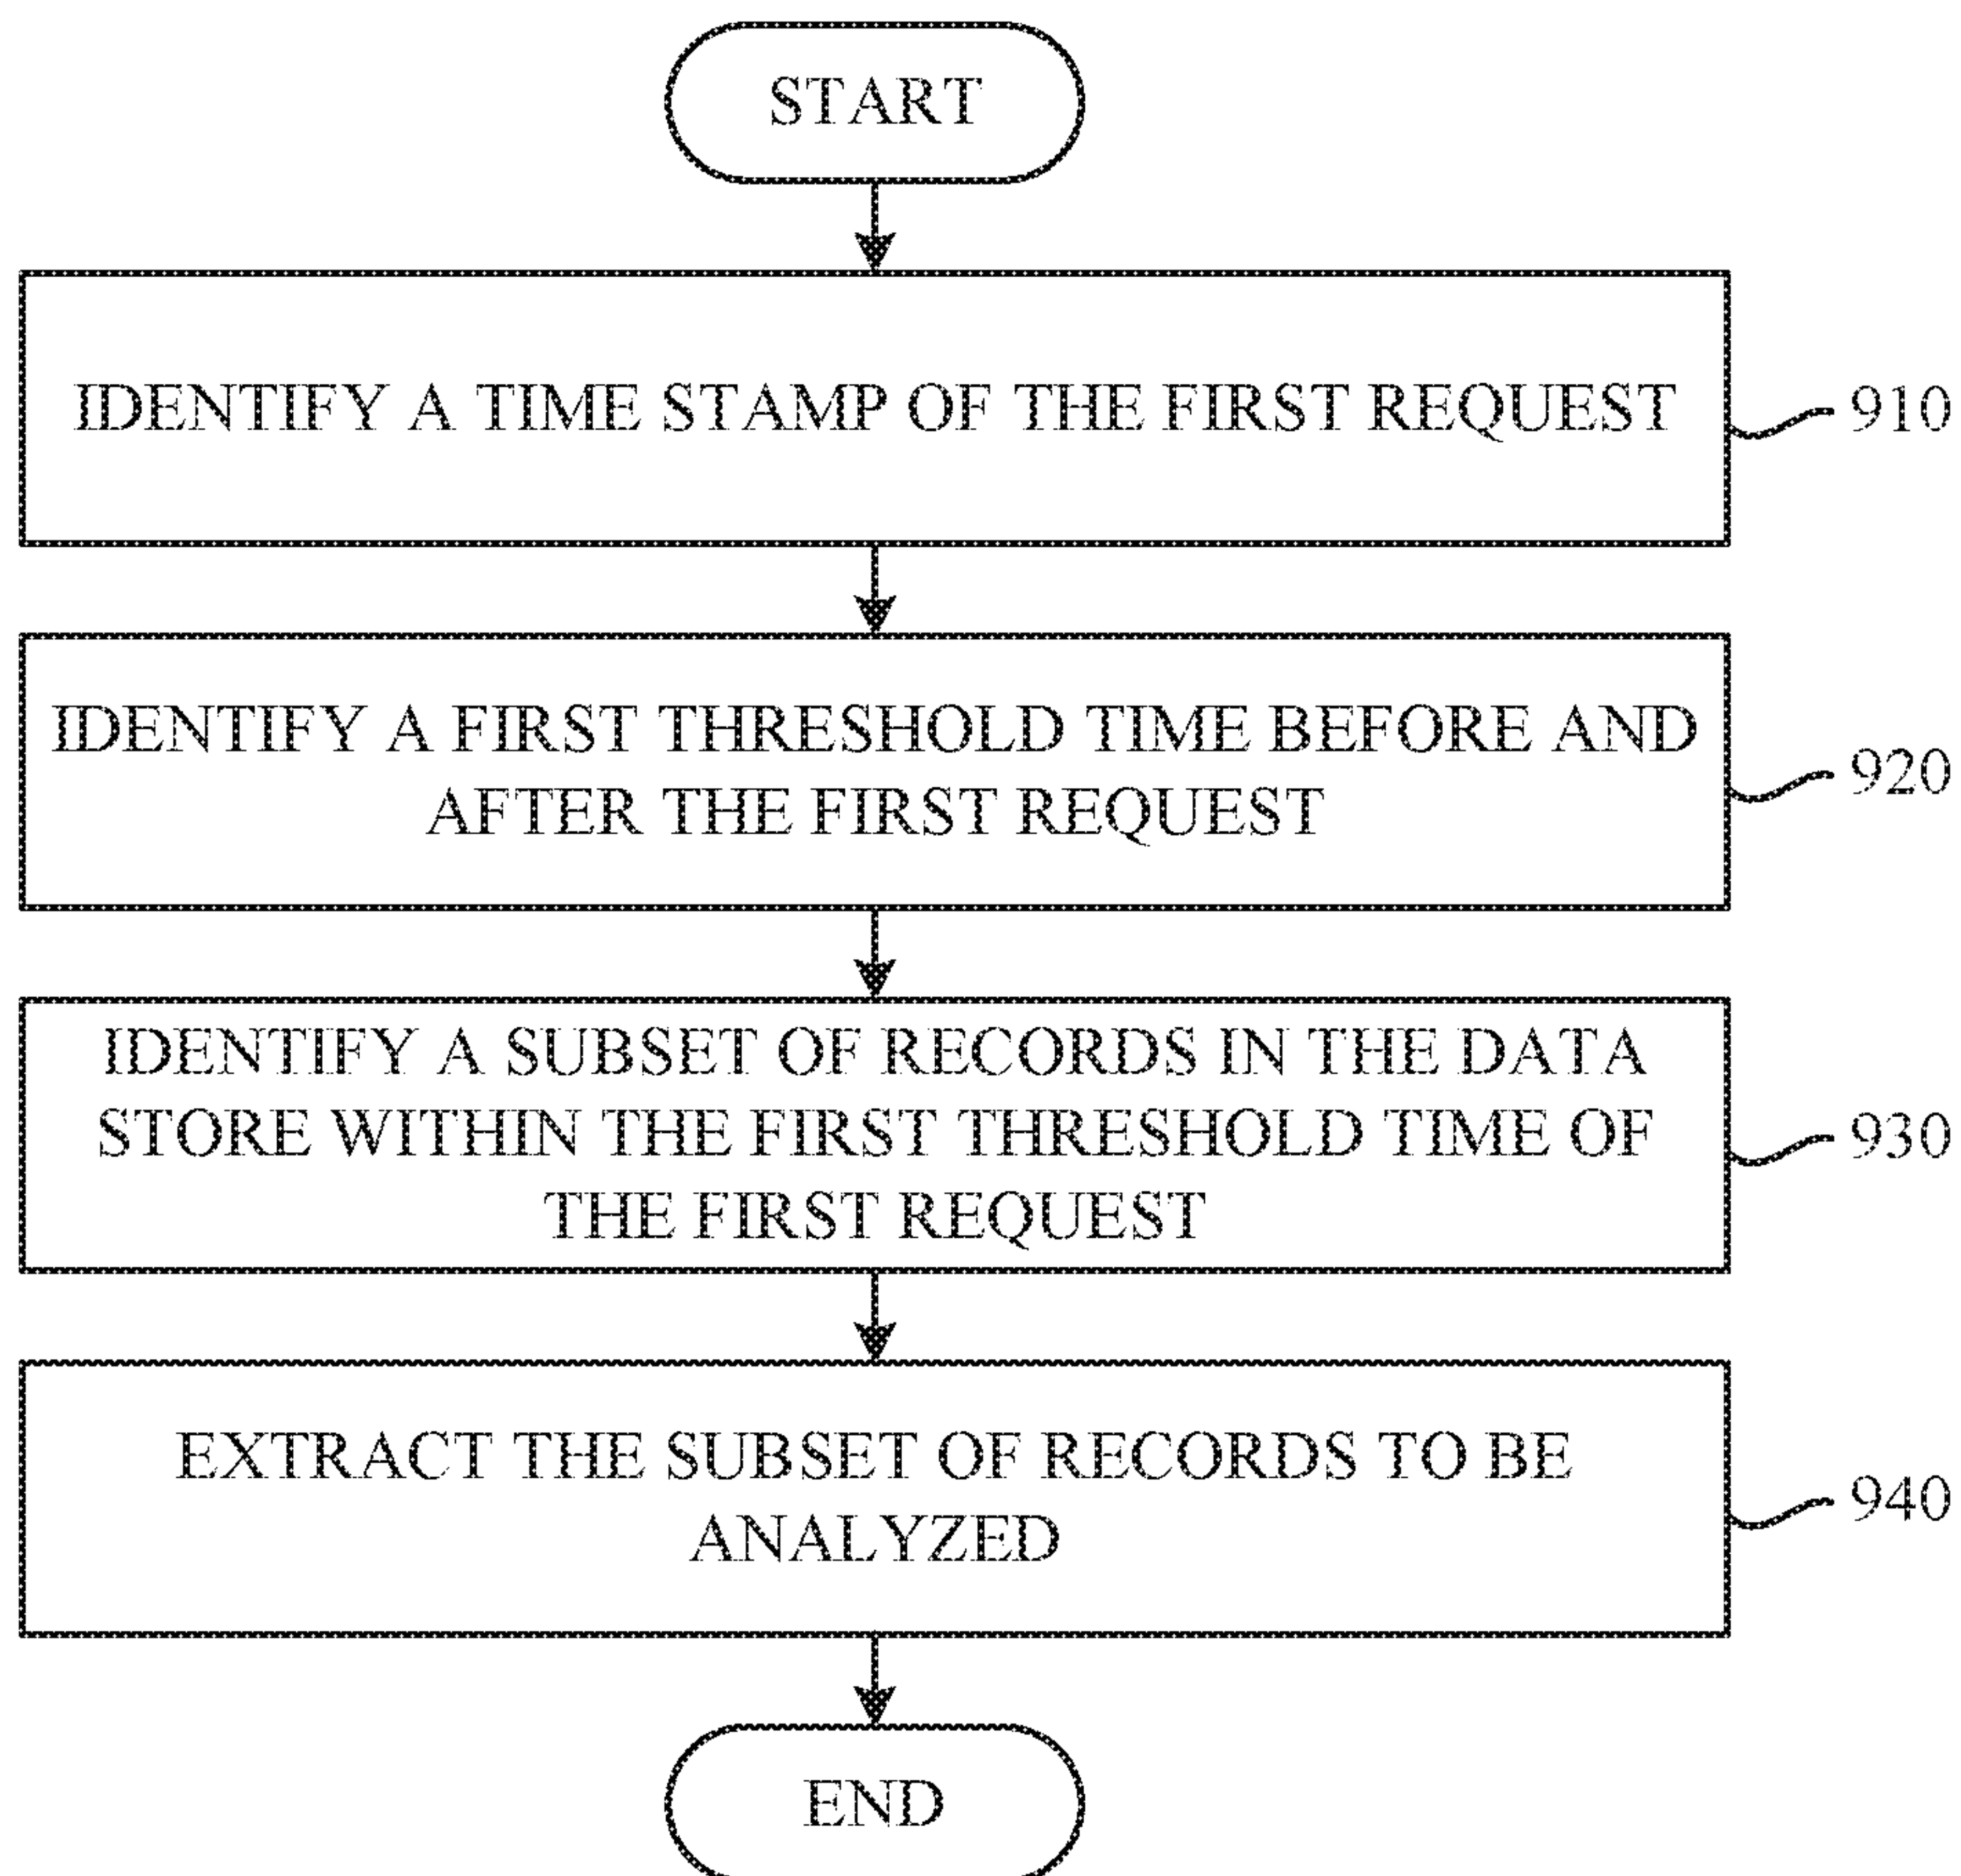 START
IDENTIFY A TIME STAMP OF THE FIRST REQUEST
910
IDENTIFY A FIRST THRESHOLD TIME BEFORE AND
AFTER THE FIRST REQUEST
920
IDENTIFY A SUBSET OF RECORDS IN THE DATA
STORE WITHIN THE FIRST THRESHOLD TIME OF
THE FIRST REQUEST
930
EXTRACT THE SUBSET OF RECORDS TO BE
ANALYZED
940
END